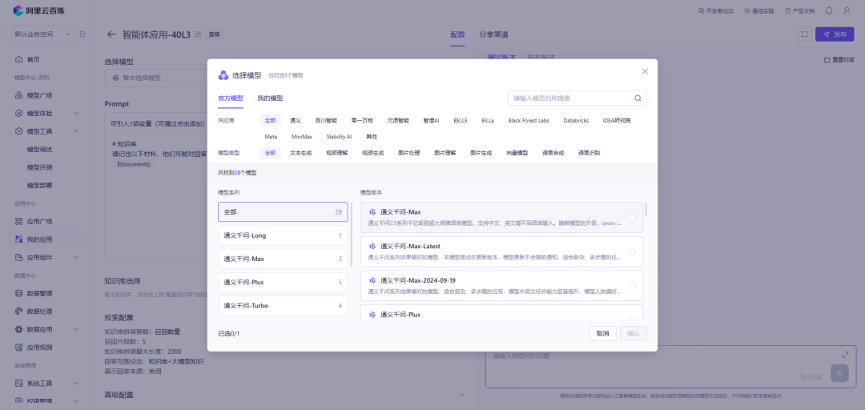 阿里云百炼
开发者论坛 最佳实践 产品文档
默认业务空间
智能体应用-40L3
配置 分享渠道
发布
首页
模型广场
模型体验
模型工具
模型调优
模型评测
模型部署
应用中心
应用广场
我的应用
应用组件
数据中心
数据管理
数据处理
数据应用
应用观测
系统管理
系统工具
权限管理
选择模型
暂未选择模型
Prompt
可引入1项变量(可通过点击添加)
# 知识库
请记住以下材料，他们可能对回答
${documents}
知识库选择
检索配置
知识库拼装策略：召回数量
召回片段数：5
知识库拼装最大长度：2000
回答范围设定：知识库+大模型知识
展示回答来源：关闭
高级配置
重置对话
选择模型 仅可选1个模型
官方模型 我的模型
请输入模型名称搜索
供应商 全部 通义 百川智能 零一万物 元语智能 智谱AI BELLE BiLLa Black Forest Labs Databricks IDEA研究院
Meta MiniMax Stability AI 其他
模型类型 全部 文本生成 视频理解 视频生成 图片处理 图片理解 图片生成 向量模型 语音合成 语音识别
共找到28个模型
模型系列
全部 28
通义千问-Long 1
通义千问-Max 3
通义千问-Plus 5
通义千问-Turbo 4
模型版本
通义千问-Max
通义千问2.5系列千亿级别超大规模语言模型，支持中文、英文等不同语言输入。随着模型的升级，qwen-...
通义千问-Max-Latest
通义千问系列效果最好的模型，本模型是动态更新版本，模型更新不会提前通知，适合复杂、多步骤的任...
通义千问-Max-2024-09-19
通义千问系列效果最好的模型，适合复杂、多步骤的任务，模型中英文综合能力显著提升，模型人类偏好...
通义千问-Plus
已选0/1
取消 确认
请输入您想问的问题